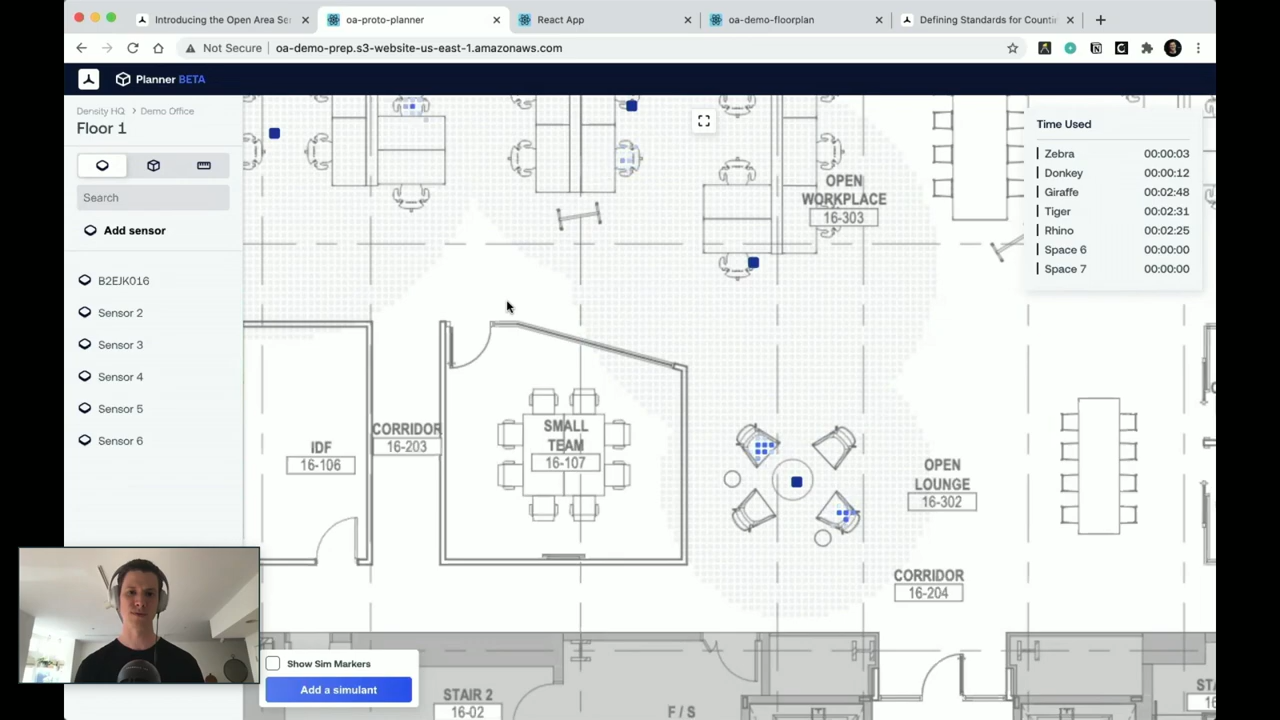 Introducing the Open Area Se
oa-proto-planner
React App
oa-demo-floorplan
Defining Standards for Countin
Not Secure
oa-demo-prep.s3-website-us-east-1.amazonaws.com
Planner BETA
Density HQ > Demo Office
Floor 1
Search
Add sensor
B2EJK016
Sensor 2
Sensor 3
Sensor 4
Sensor 5
Sensor 6
Time Used
Zebra 00:00:03
Donkey 00:00:12
Giraffe 00:02:48
Tiger 00:02:31
Rhino 00:02:25
Space 6 00:00:00
Space 7 00:00:00
OPEN
WORKPLACE
16-303
IDF
16-106
CORRIDOR
16-203
SMALL
TEAM
16-107
OPEN
LOUNGE
16-302
CORRIDOR
16-204
Show Sim Markers
Add a simulant
STAIR 2
16-02
F / S